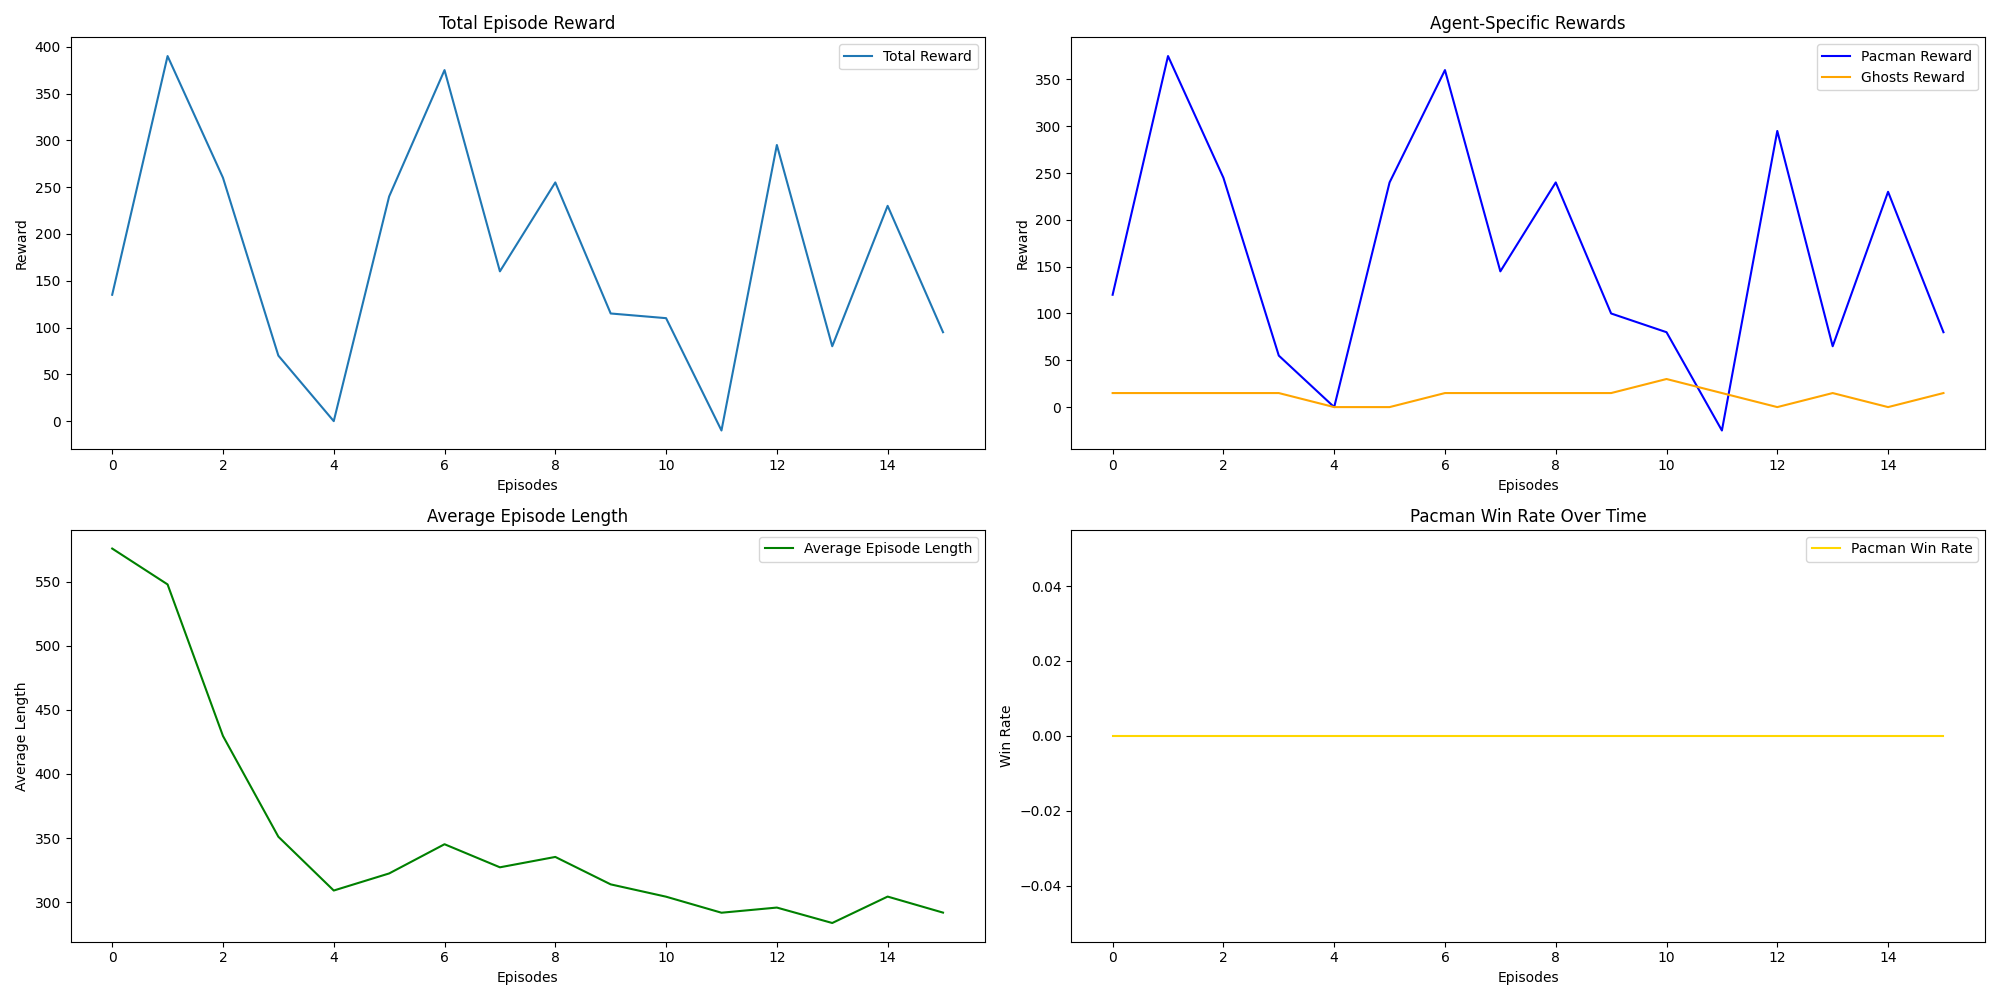 Total Episode Reward
Total Reward
400
350
300
250
200
150
100
50
0
Reward
0 2 4 6 8 10 12 14
Episodes
Agent-Specific Rewards
Pacman Reward
Ghosts Reward
350
300
250
200
150
100
50
0
Reward
0 2 4 6 8 10 12 14
Episodes
Average Episode Length
Average Episode Length
550
500
450
400
350
300
Average Length
0 2 4 6 8 10 12 14
Episodes
Pacman Win Rate Over Time
Pacman Win Rate
0.04
0.02
0.00
−0.02
−0.04
Win Rate
0 2 4 6 8 10 12 14
Episodes